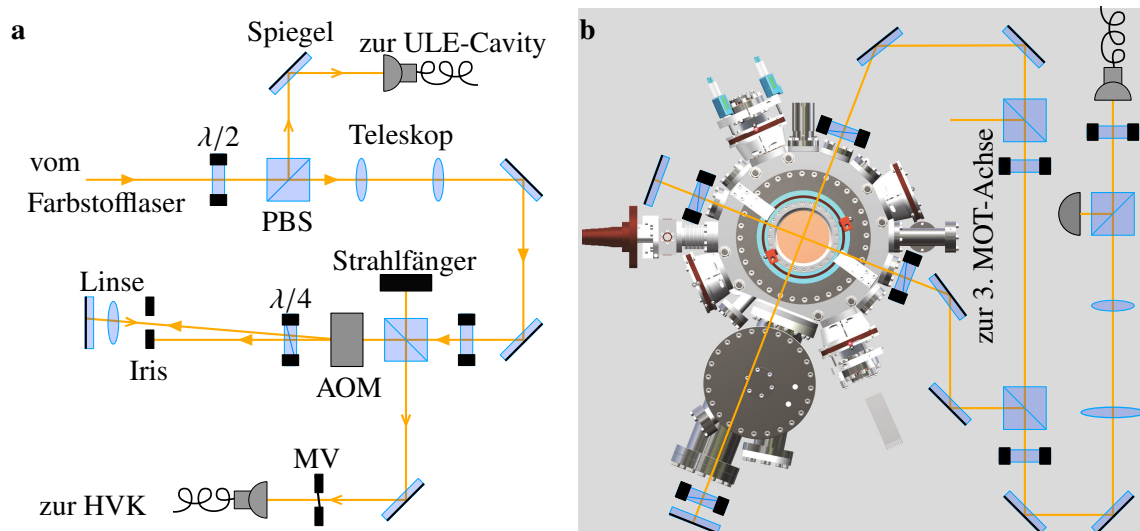 a
Spiegel
zur ULE-Cavity
λ/2
Teleskop
vom
Farbstofflaser
PBS
Strahlfänger
Linse
λ/4
Iris
AOM
MV
zur HVK
b
zur 3. MOT-Achse